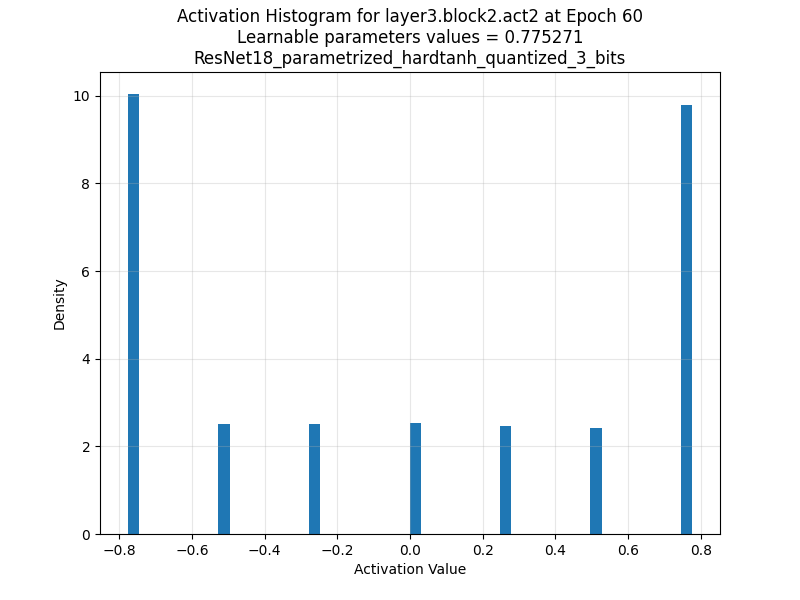 Activation Histogram for layer3.block2.act2 at Epoch 60
Learnable parameters values = 0.775271
ResNet18_parametrized_hardtanh_quantized_3_bits
10
8
6
4
2
0
Density
−0.8 −0.6 −0.4 −0.2 0.0 0.2 0.4 0.6 0.8
Activation Value